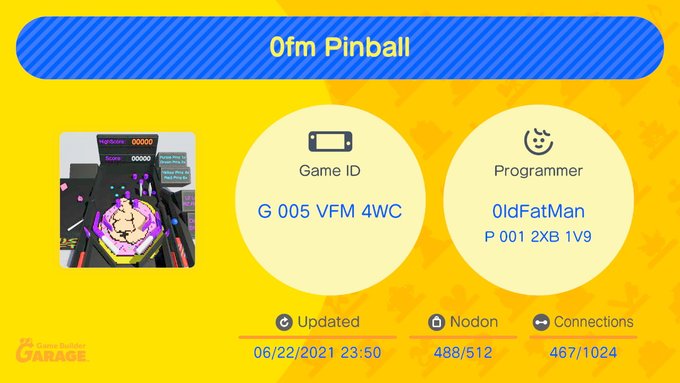 0fm Pinball
HighScore: 00000
Score: 00000
Game ID
G 005 VFM 4WC
Programmer
0ldFatMan
P 001 2XB 1V9
Updated
06/22/2021 23:50
Nodon
488/512
Connections
467/1024
Game Builder
GARAGE